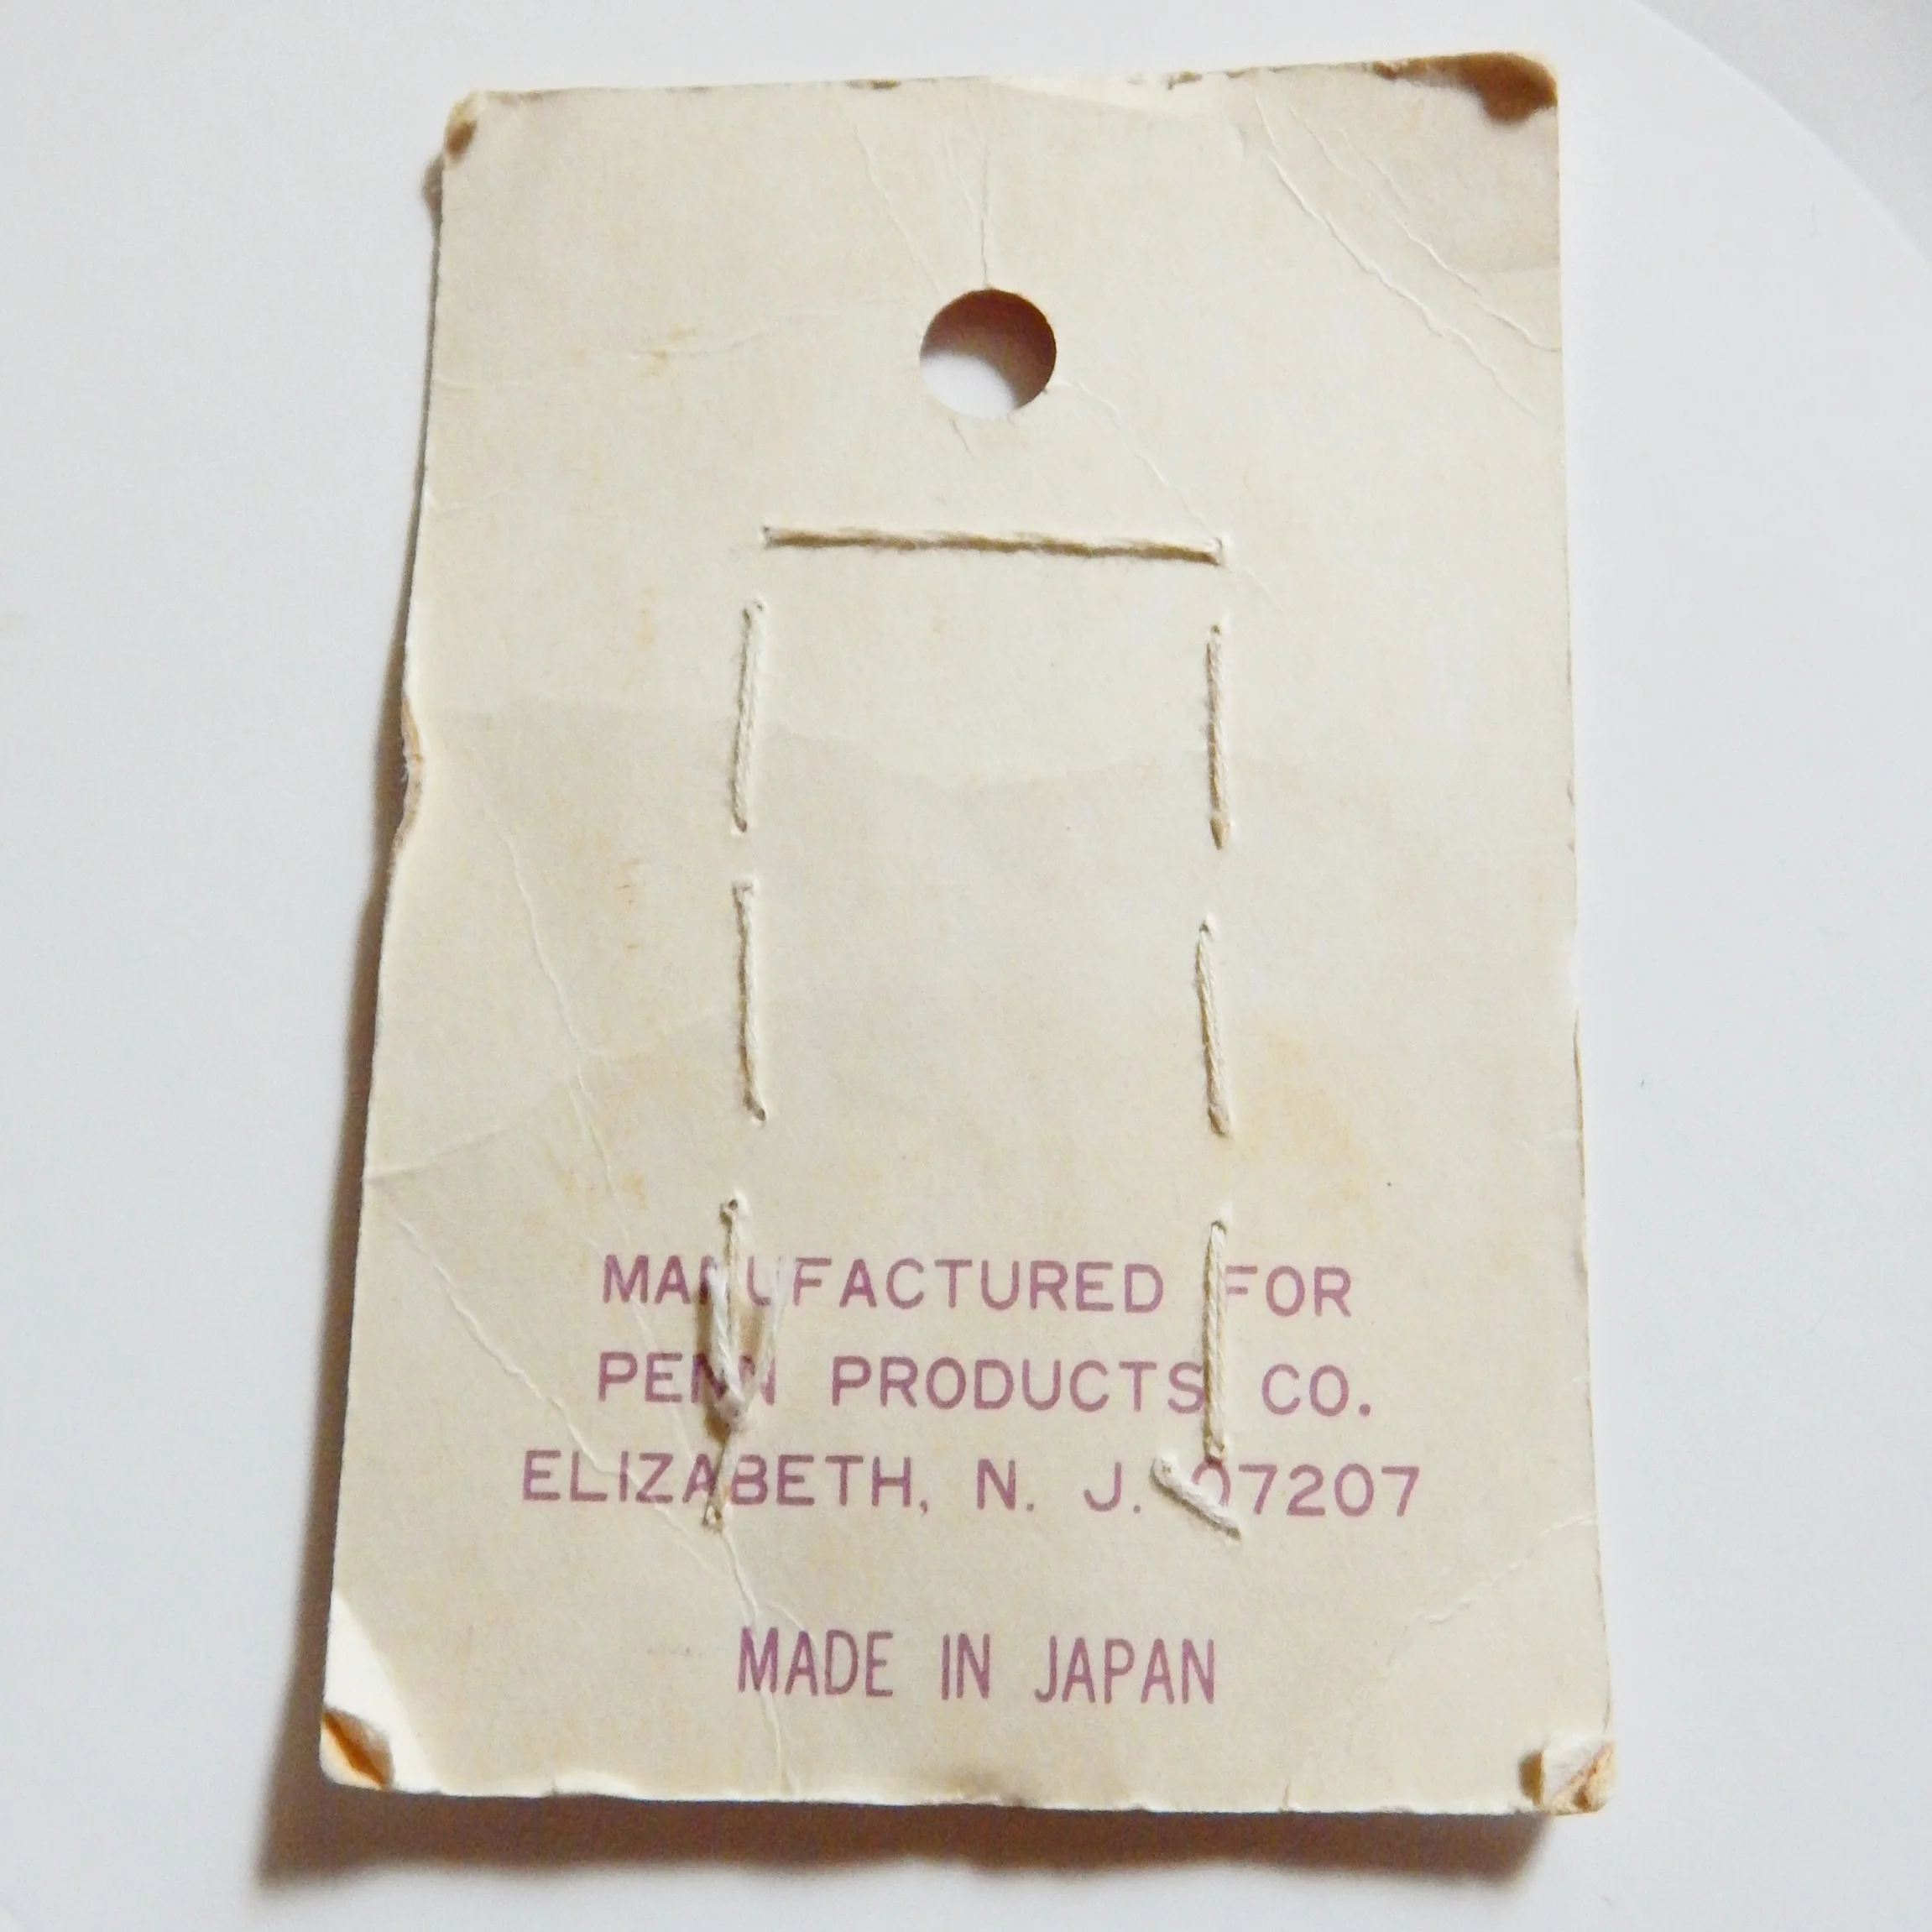 MANUFACTURED FOR
PENN PRODUCTS CO.
ELIZABETH, N. J. 07207
MADE IN JAPAN